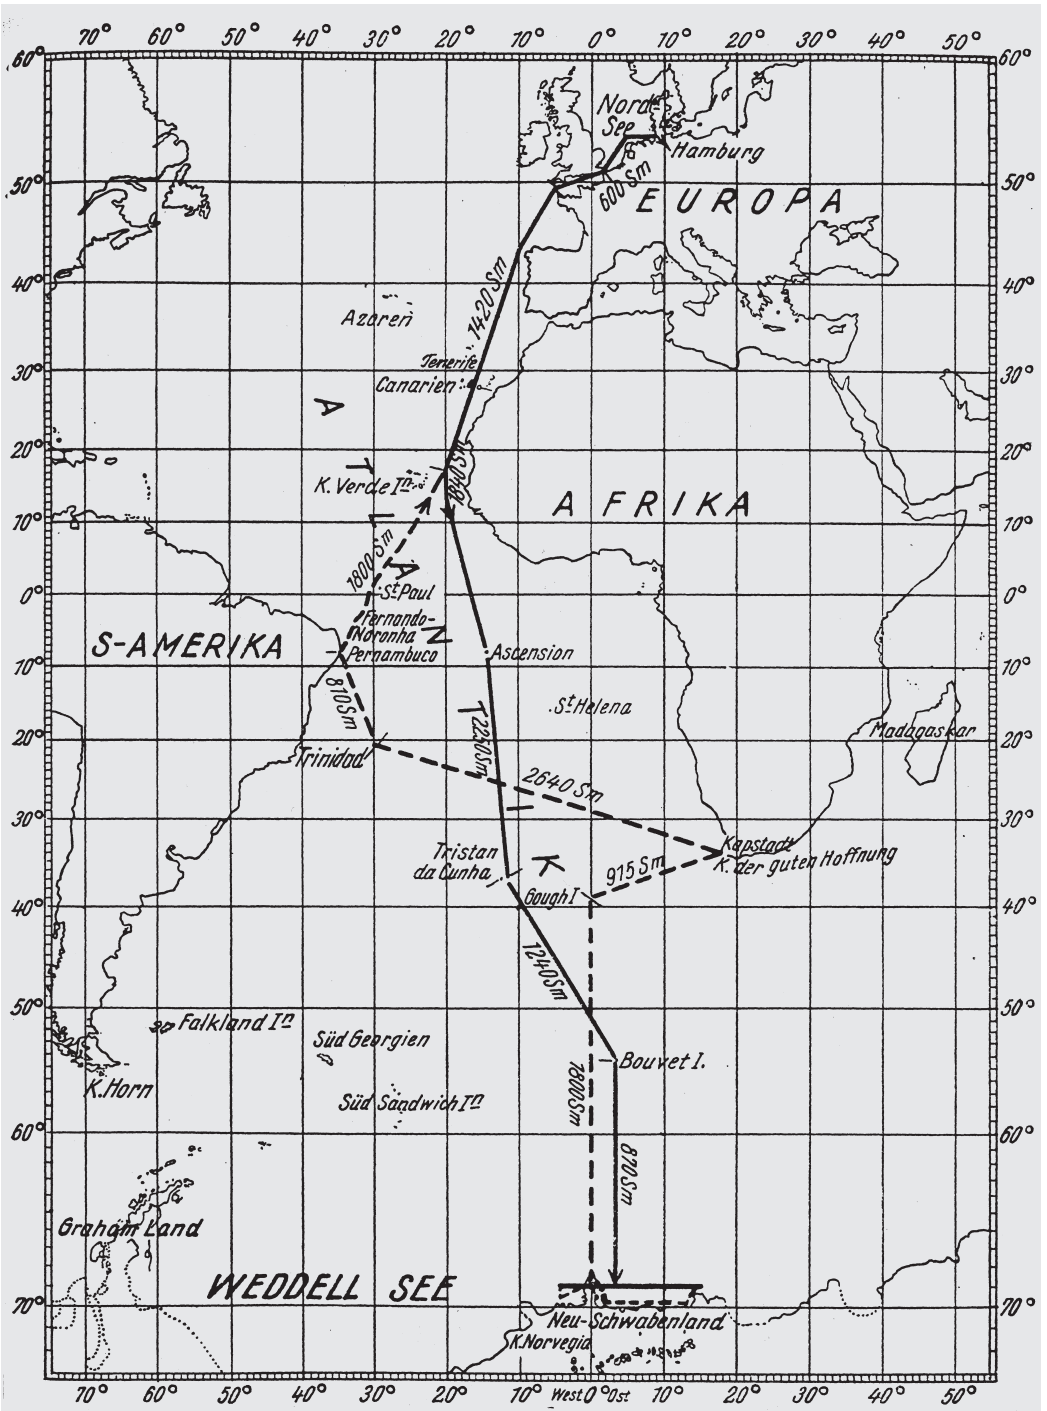 70° 60° 50° 40° 30° 20° 10° 0° 10° 20° 30° 40° 50°
60° 60°
Nord-
See
Hamburg
600 Sm
50° 50°
EUROPA
1420 Sm
40° 40°
Azoren
Tenerife
Canarien
30° 30°
A
20° 20°
T
K. Verde In
1840 Sm
AFRIKA
L
10° 10°
1800 Sm
A
St Paul
0° 0°
Fernando-
Noronha
N
S-AMERIKA
Pernambuco
Ascension
10° 10°
810 Sm
St Helena
T
2250 Sm
Madagaskar
20° 20°
Trinidad
2640 Sm
I
30° 30°
Kapstadt
K. der guten Hoffnung
Tristan
da Cunha
K
915 Sm
Gough I
40° 40°
1240 Sm
50° 50°
Falkland In
Süd Georgien
Bouvet I.
K. Horn
Süd Sandwich In
1800 Sm
60° 60°
870 Sm
Graham Land
WEDDELL SEE
70° 70°
Neu-Schwabenland
K. Norvegia
70° 60° 50° 40° 30° 20° 10° West 0° Ost 10° 20° 30° 40° 50°